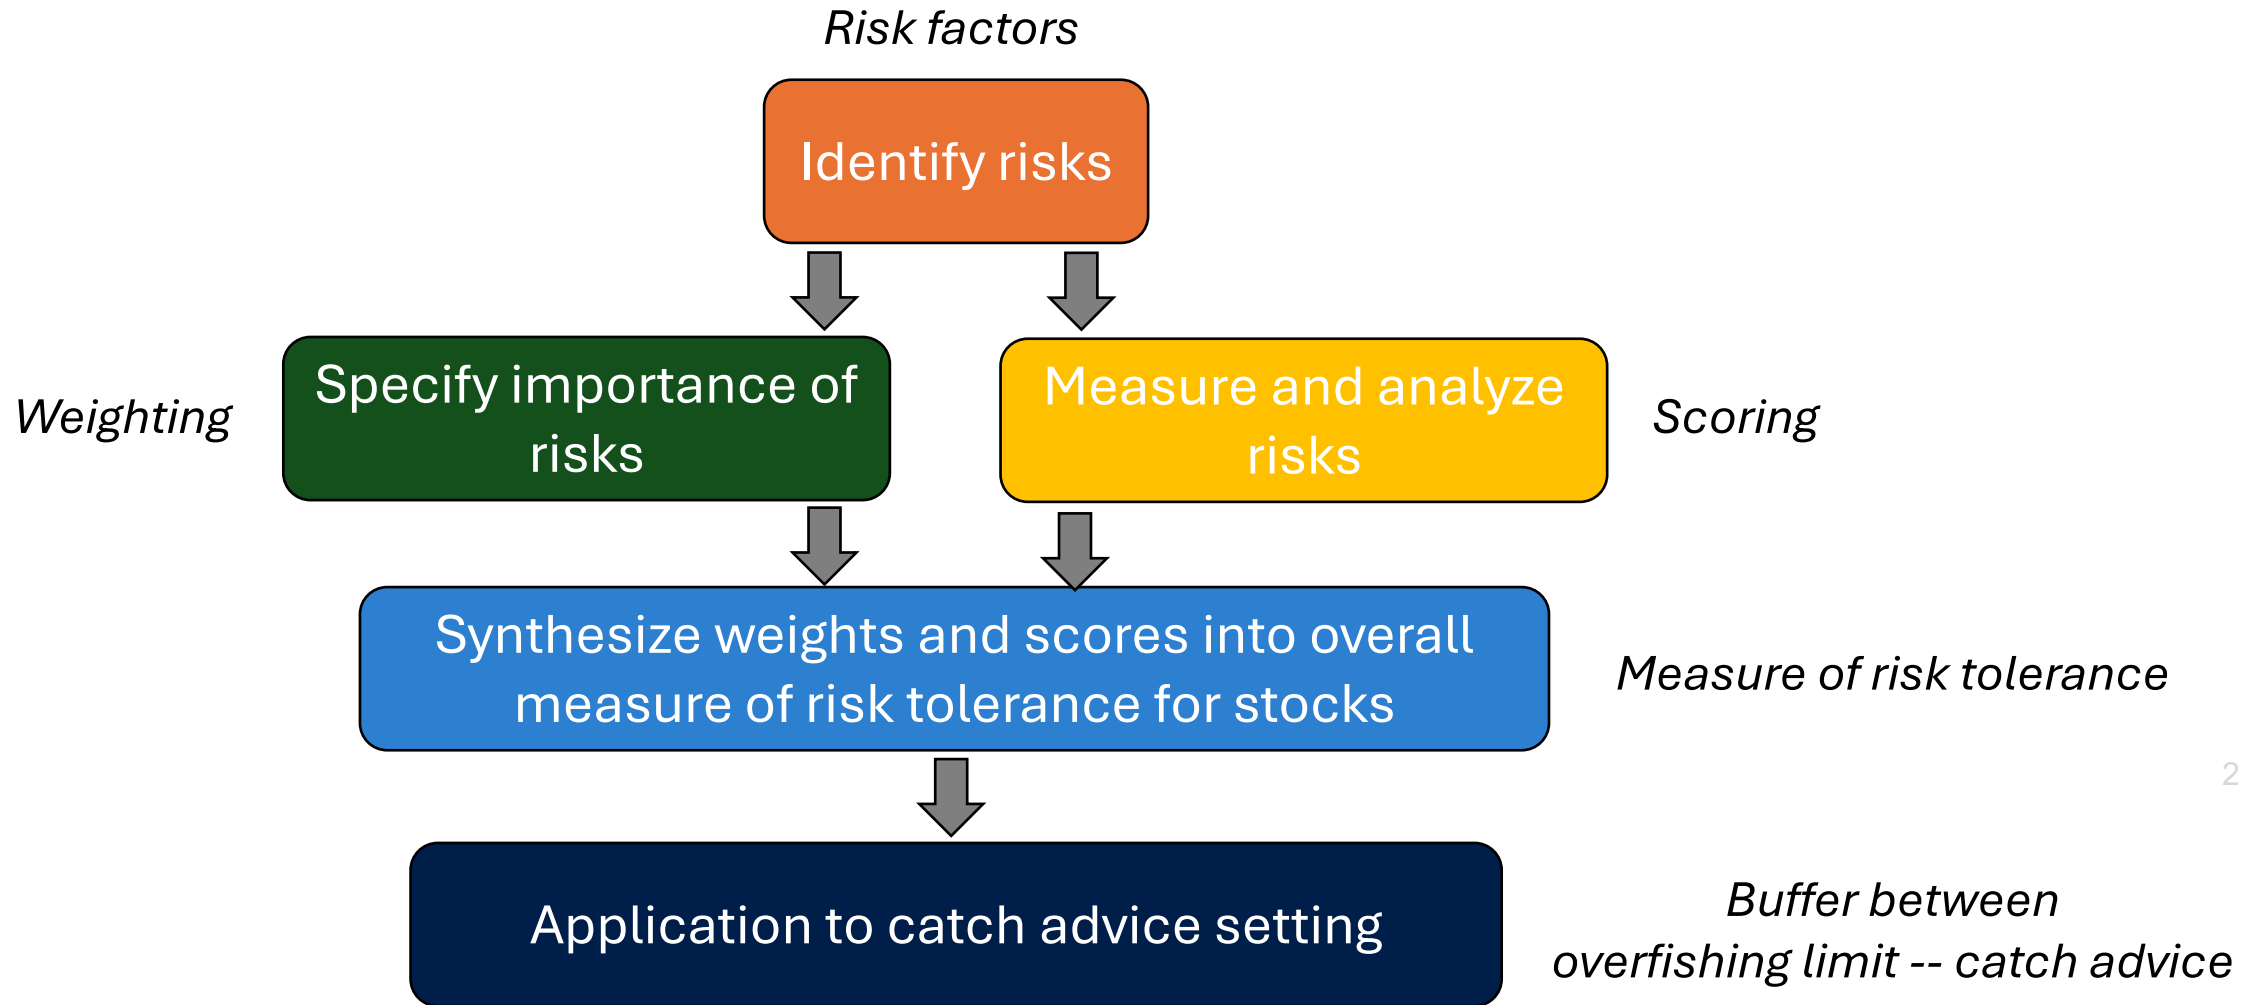 Risk factors
Identify risks
Specify importance of
risks
Weighting
Measure and analyze
risks
Scoring
Synthesize weights and scores into overall
measure of risk tolerance for stocks
Measure of risk tolerance
2
Application to catch advice setting
Buffer between
overfishing limit -- catch advice